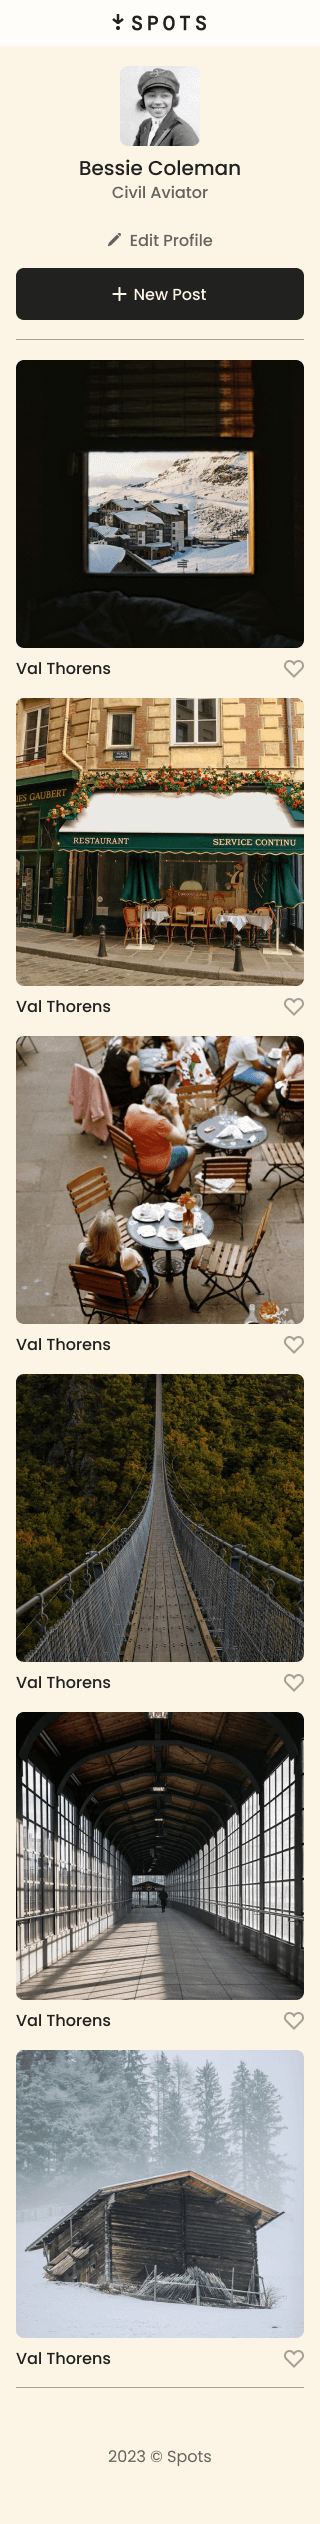 SPOTS
Bessie Coleman
Civil Aviator
Edit Profile
New Post
Val Thorens
ES GAUBERT
RESTAURANT SERVICE CONTINU
Val Thorens
Val Thorens
Val Thorens
Val Thorens
Val Thorens
2023 © Spots